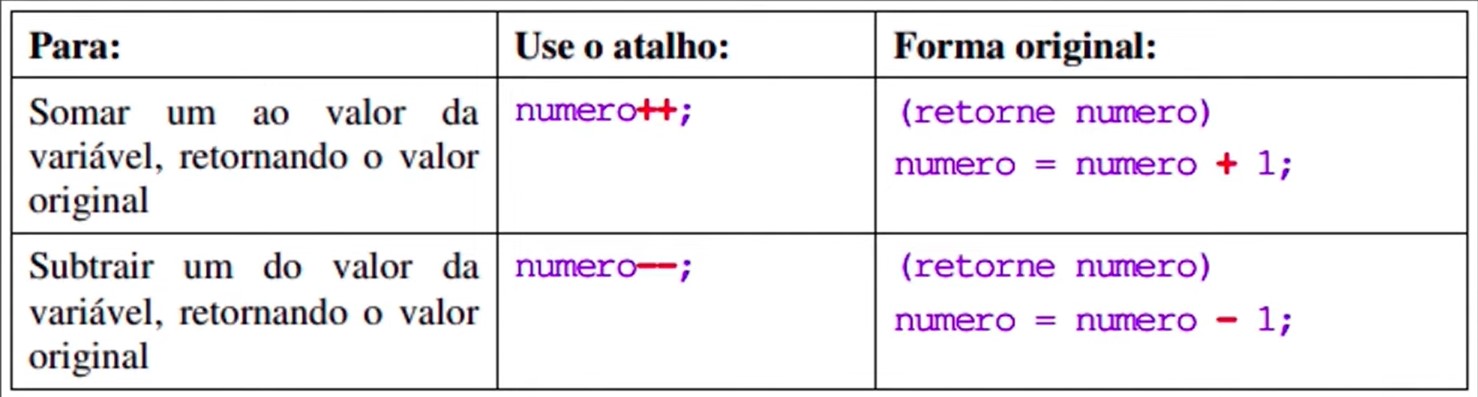 Para:
Use o atalho:
Forma original:
Somar um ao valor da
variável, retornando o valor
original
numero++;
(retorne numero)
numero = numero + 1;
Subtrair um do valor da
variável, retornando o valor
original
numero--;
(retorne numero)
numero = numero - 1;